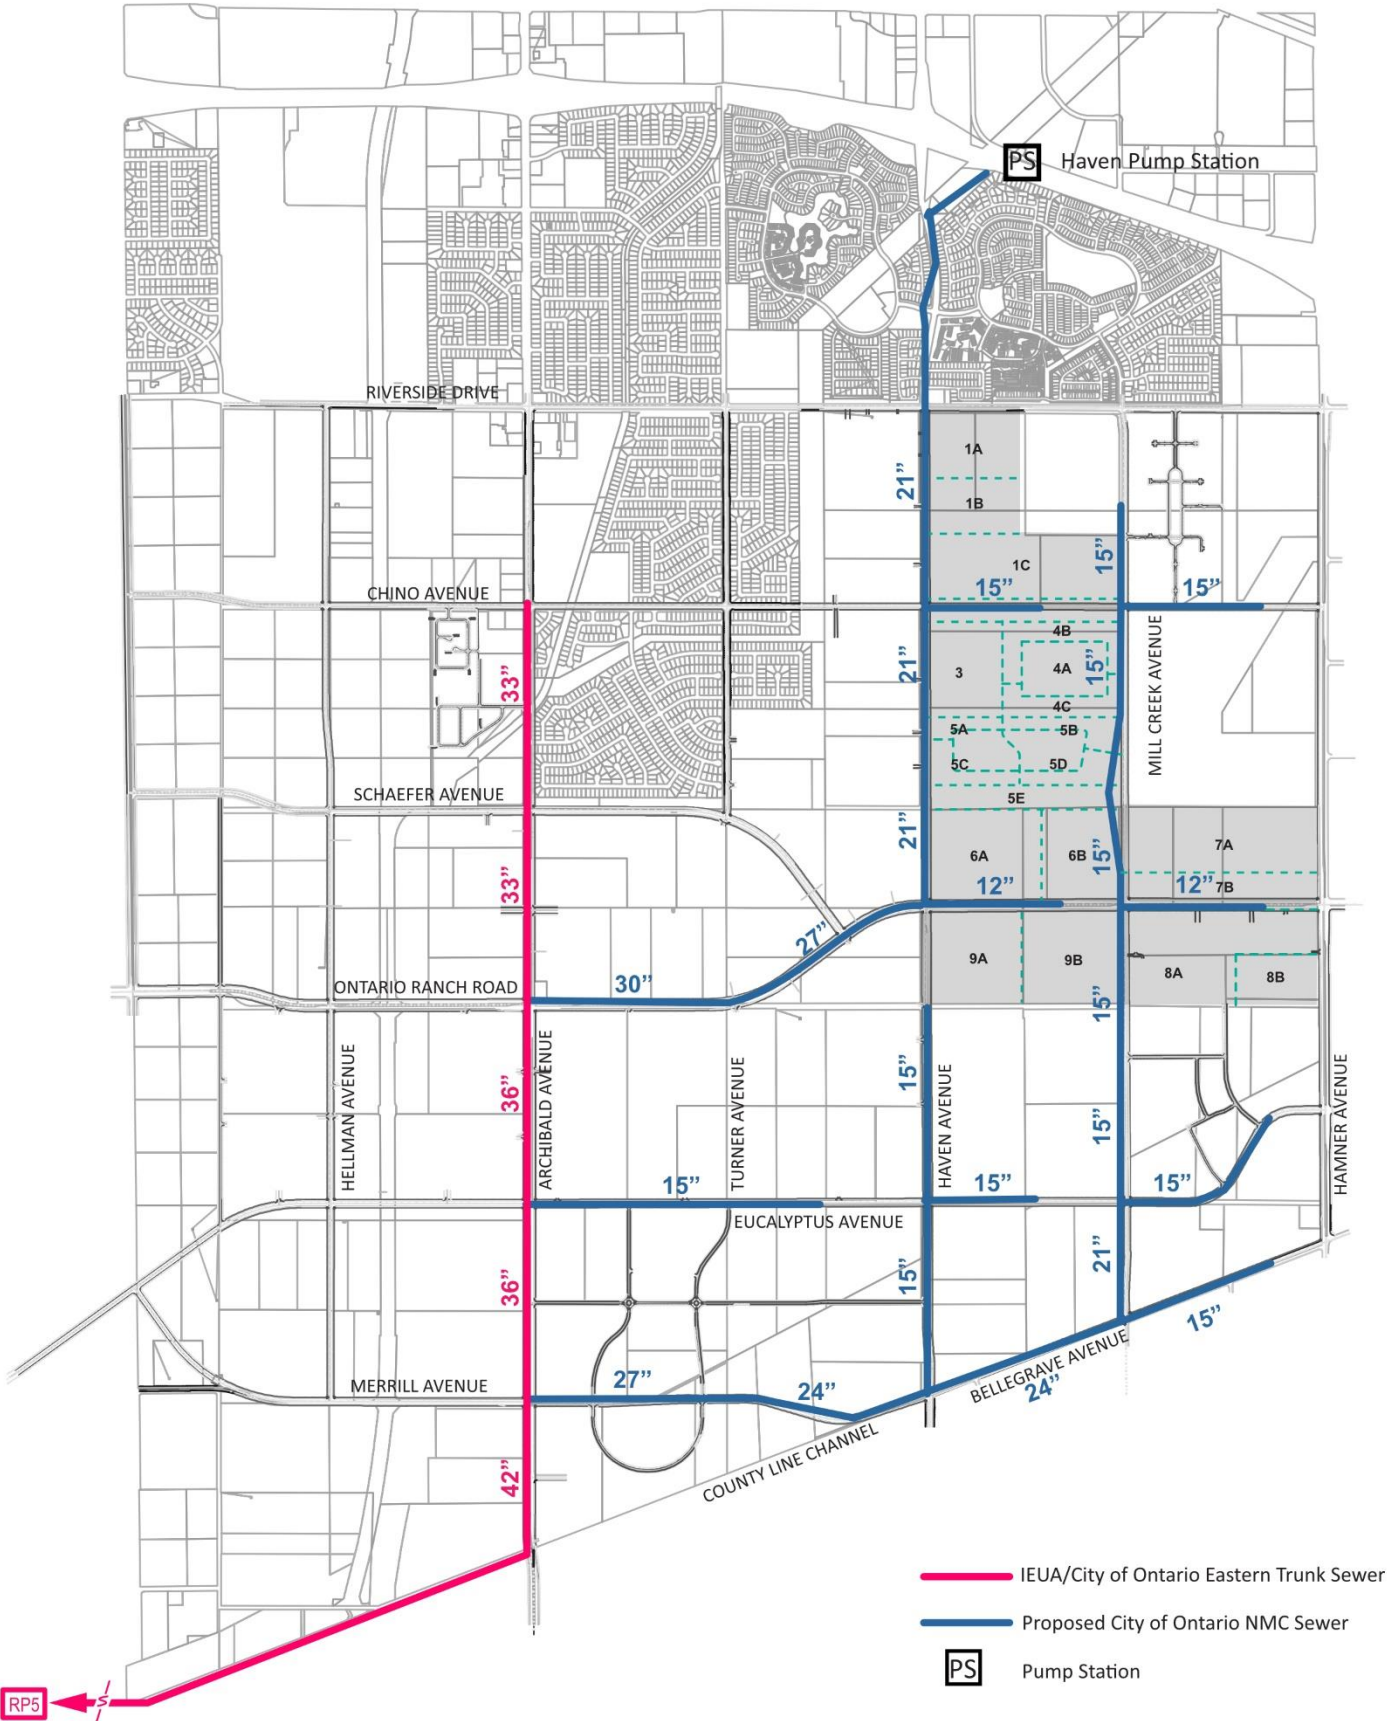 PS Haven Pump Station
RIVERSIDE DRIVE
1A
21”
1B
15”
1C
CHINO AVENUE
15”
15”
4B
MILL CREEK AVENUE
33”
21”
3
4A
15”
4C
5A
5B
5C
5D
SCHAEFER AVENUE
5E
21”
7A
6A
6B
15”
33”
12”
12”
7B
27”
9A
9B
8A
8B
30”
ONTARIO RANCH ROAD
15”
HELLMAN AVENUE
36”
ARCHIBALD AVENUE
TURNER AVENUE
15”
HAVEN AVENUE
15”
HAMNER AVENUE
15”
15”
15”
EUCALYPTUS AVENUE
21”
36”
15”
15”
BELLEGRAVE AVENUE
MERRILL AVENUE
27”
24”
24”
COUNTY LINE CHANNEL
42”
IEUA/City of Ontario Eastern Trunk Sewer
Proposed City of Ontario NMC Sewer
PS Pump Station
RP5